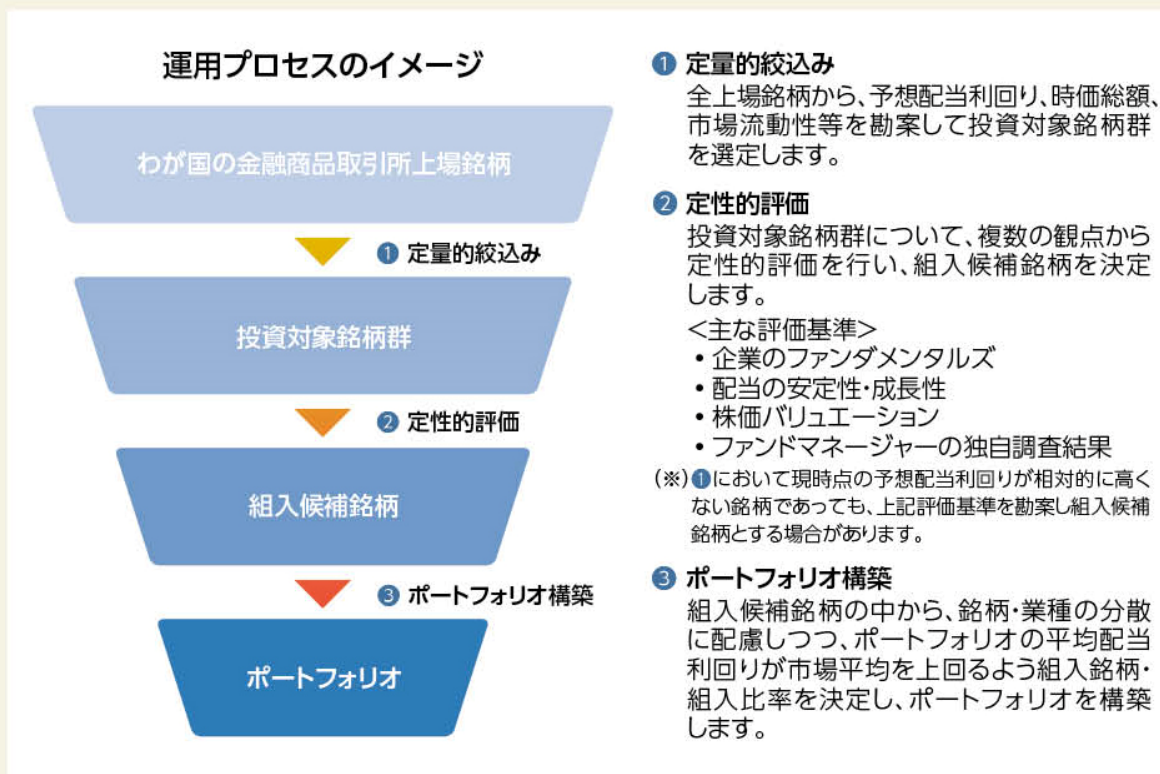 運用プロセスのイメージ
わが国の金融商品取引所上場銘柄
❶ 定量的絞込み
投資対象銘柄群
❷ 定性的評価
組入候補銘柄
❸ ポートフォリオ構築
ポートフォリオ
❶ 定量的絞込み
全上場銘柄から、予想配当利回り、時価総額、
市場流動性等を勘案して投資対象銘柄群
を選定します。
❷ 定性的評価
投資対象銘柄群について、複数の観点から
定性的評価を行い、組入候補銘柄を決定
します。
<主な評価基準>
• 企業のファンダメンタルズ
• 配当の安定性・成長性
• 株価バリュエーション
• ファンドマネージャーの独自調査結果
(※)❶において現時点の予想配当利回りが相対的に高く
ない銘柄であっても、上記評価基準を勘案し組入候補
銘柄とする場合があります。
❸ ポートフォリオ構築
組入候補銘柄の中から、銘柄・業種の分散
に配慮しつつ、ポートフォリオの平均配当
利回りが市場平均を上回るよう組入銘柄・
組入比率を決定し、ポートフォリオを構築
します。